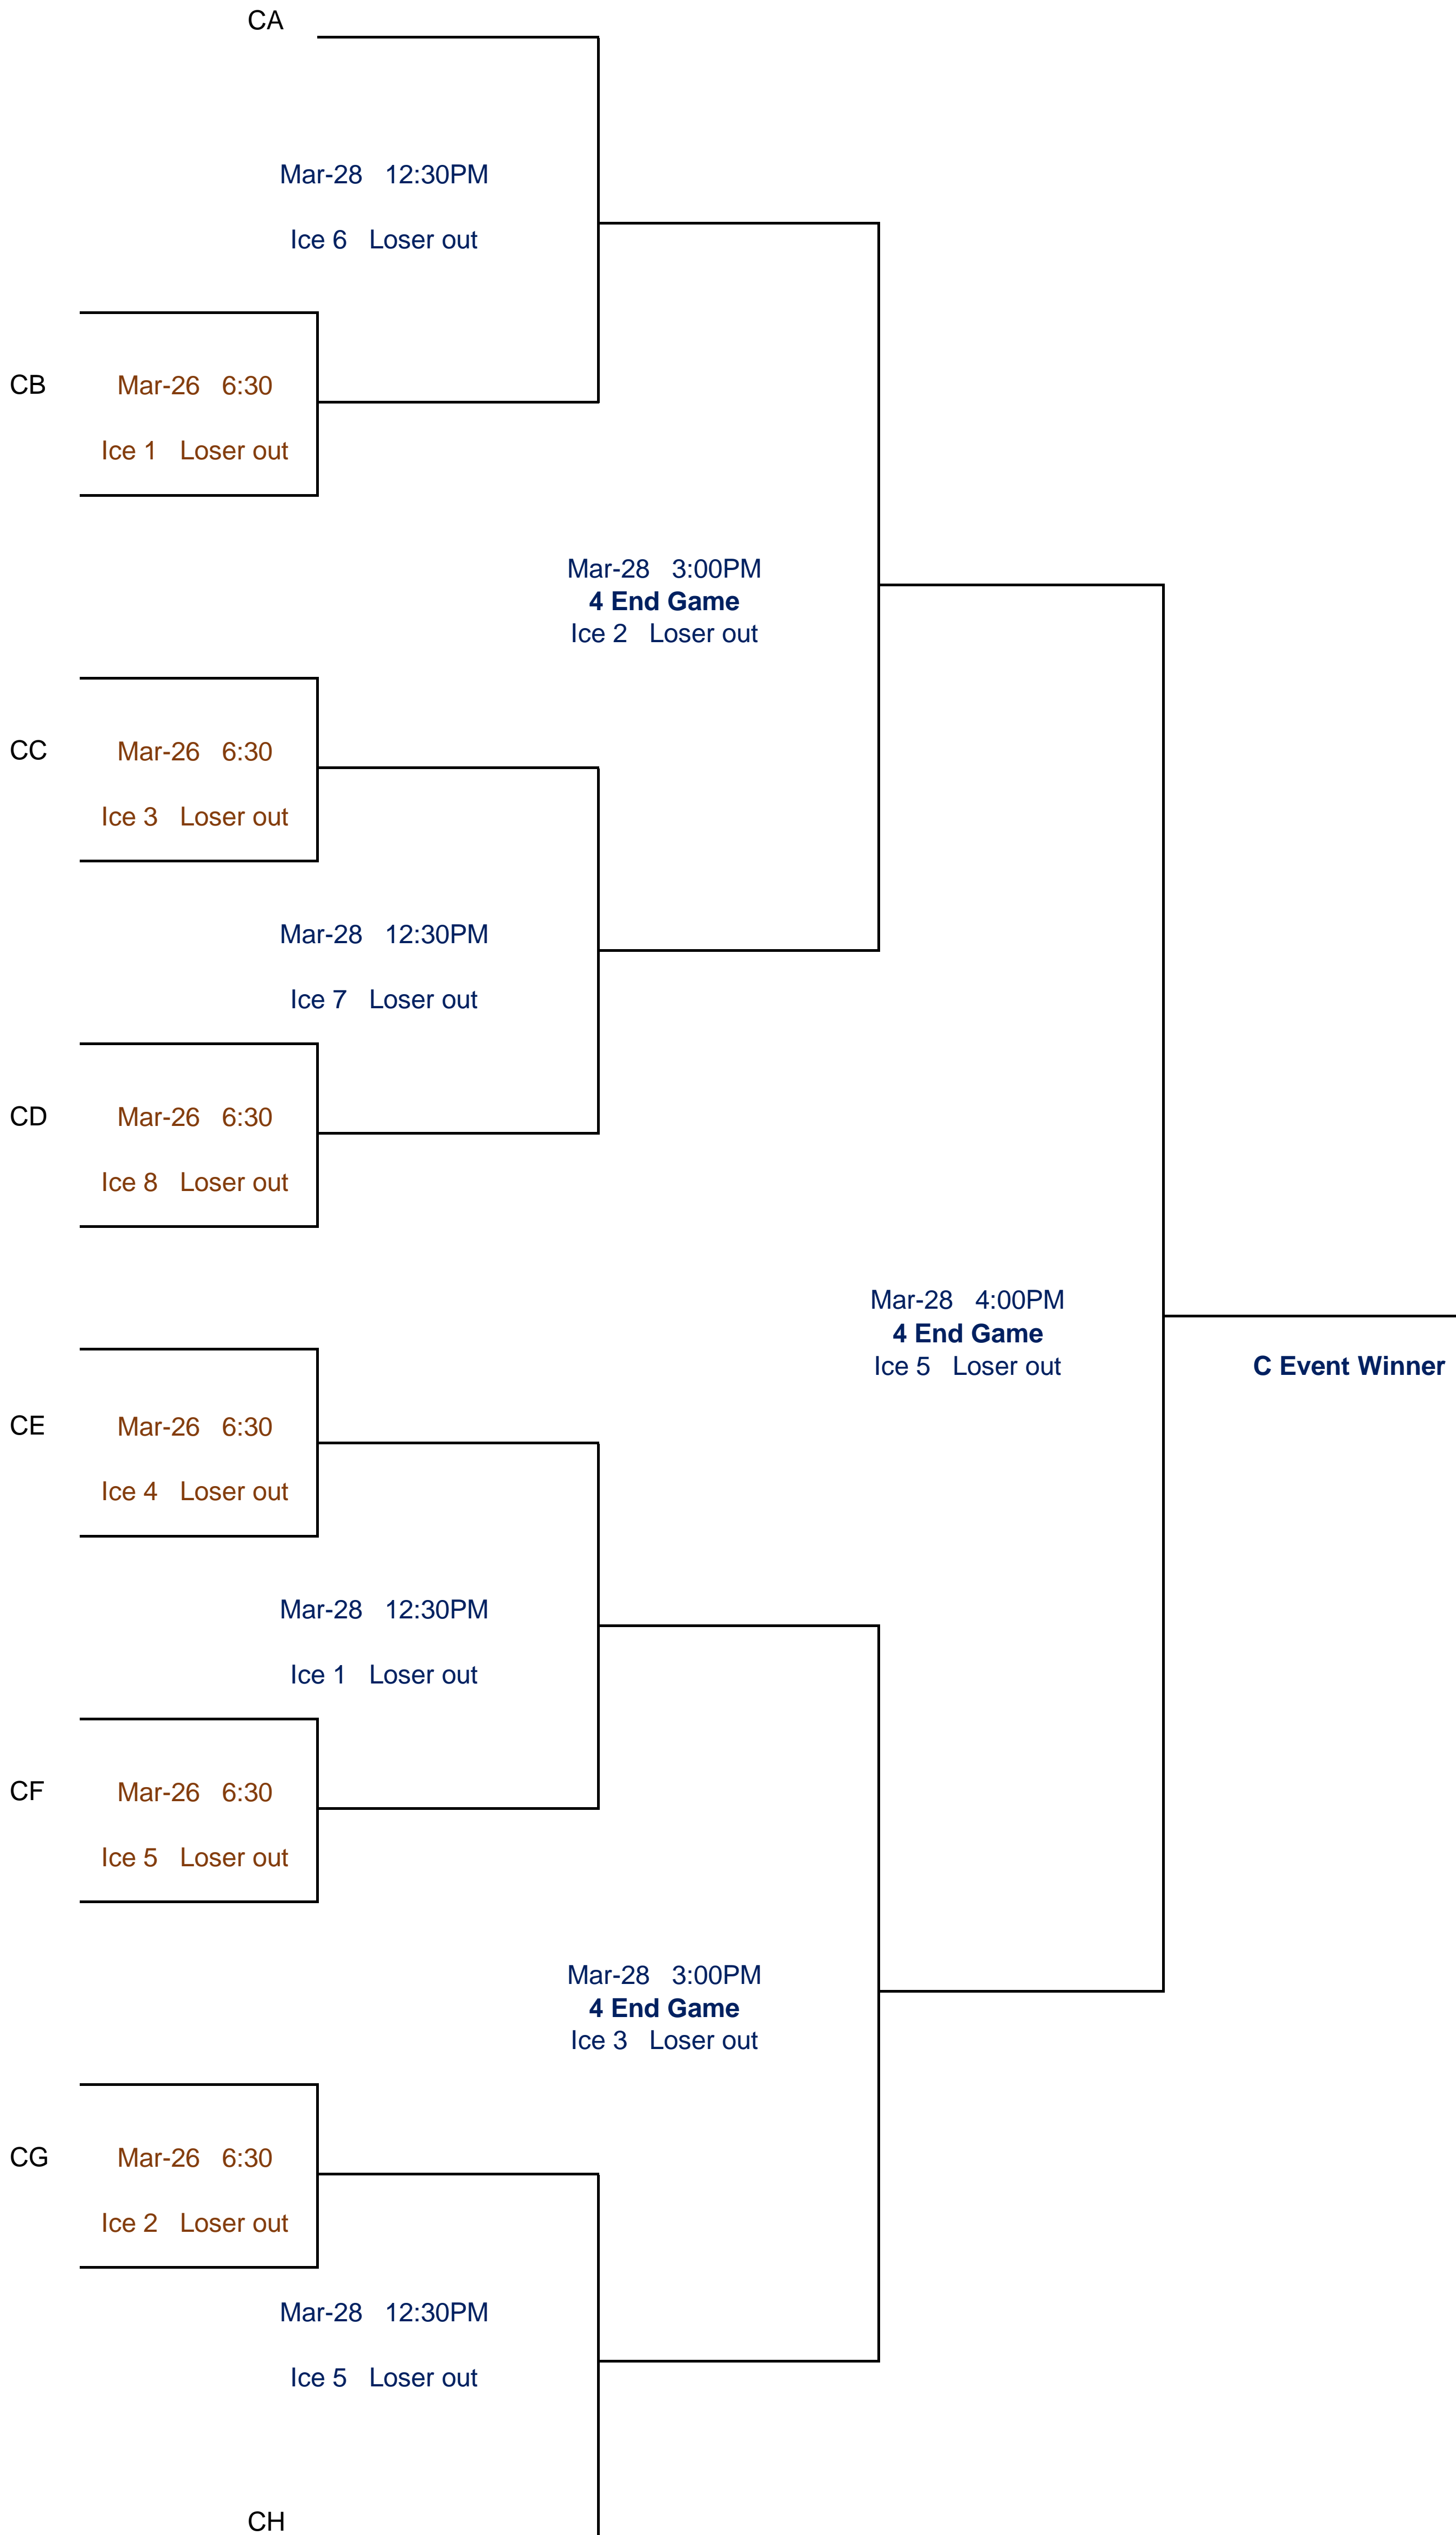 CA
Mar-28 12:30PM
Ice 6 Loser out
CB
Mar-26 6:30
Ice 1 Loser out
Mar-28 3:00PM
4 End Game
Ice 2 Loser out
CC
Mar-26 6:30
Ice 3 Loser out
Mar-28 12:30PM
Ice 7 Loser out
CD
Mar-26 6:30
Ice 8 Loser out
Mar-28 4:00PM
4 End Game
Ice 5 Loser out
C Event Winner
CE
Mar-26 6:30
Ice 4 Loser out
Mar-28 12:30PM
Ice 1 Loser out
CF
Mar-26 6:30
Ice 5 Loser out
Mar-28 3:00PM
4 End Game
Ice 3 Loser out
CG
Mar-26 6:30
Ice 2 Loser out
Mar-28 12:30PM
Ice 5 Loser out
CH